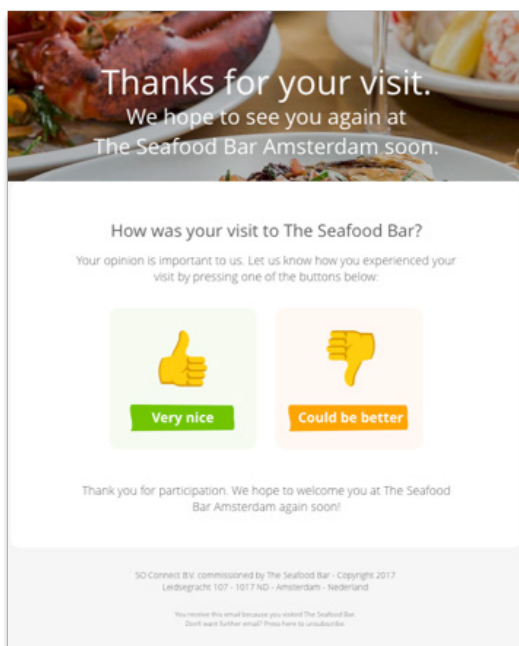 Thanks for your visit.
We hope to see you again at
The Seafood Bar Amsterdam soon.
How was your visit to The Seafood Bar?
Your opinion is important to us. Let us know how you experienced your
visit by pressing one of the buttons below:
Very nice
Could be better
Thank you for participation. We hope to welcome you at The Seafood
Bar Amsterdam again soon!
SO Connect B.V. commissioned by The Seafood Bar - Copyright 2017
Leidsegracht 107 - 1017 ND - Amsterdam - Nederland
You receive this email because you visited The Seafood Bar.
Don't want further email? Press here to unsubscribe.